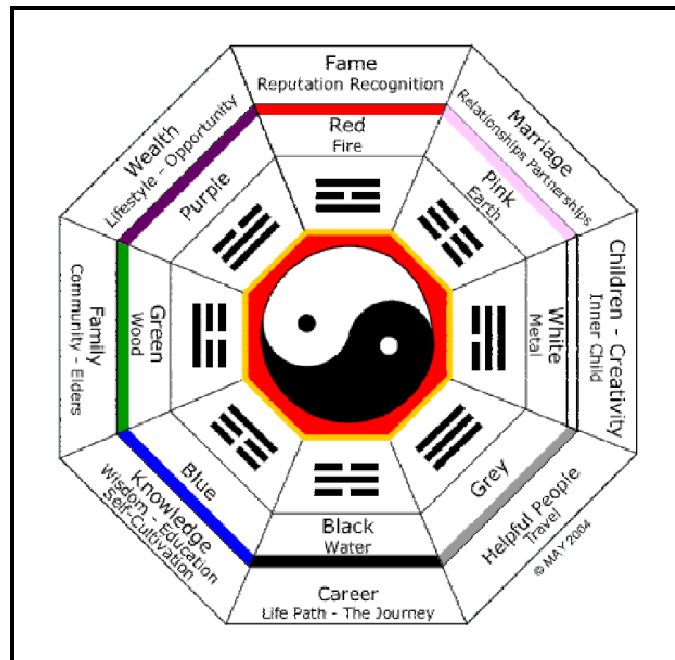 Fame
Reputation Recognition
Red
Fire
Marriage
Relationships Partnerships
Pink
Earth
Children - Creativity
Inner Child
White
Metal
Helpful People
Travel
Grey
© MAY 2004
Career
Life Path - The Journey
Black
Water
Blue
Knowledge
Wisdom - Education
Self-Cultivation
Family
Community - Elders
Green
Wood
Wealth
Lifestyle - Opportunity
Purple